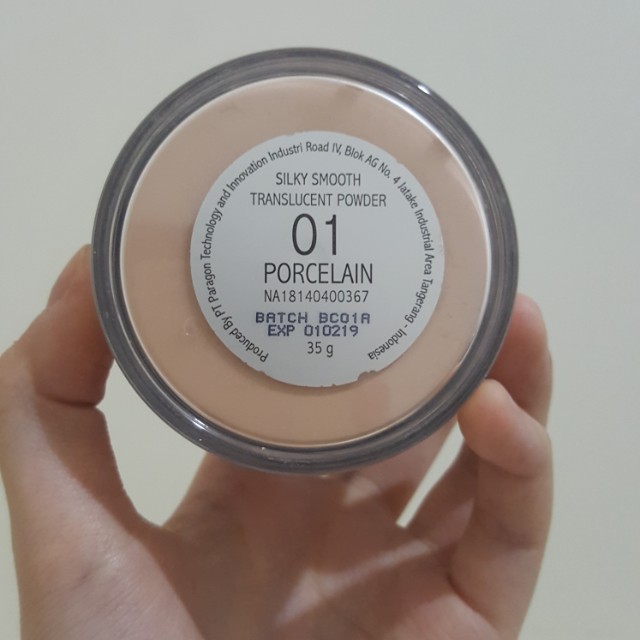 Produced By PT Paragon Technology and Innovation Industri Road IV, Blok AG No. 4 Jatake Industrial Area Tangerang - Indonesia
SILKY SMOOTH
TRANSLUCENT POWDER
01
PORCELAIN
NA18140400367
BATCH BC01A
EXP 010219
35 g